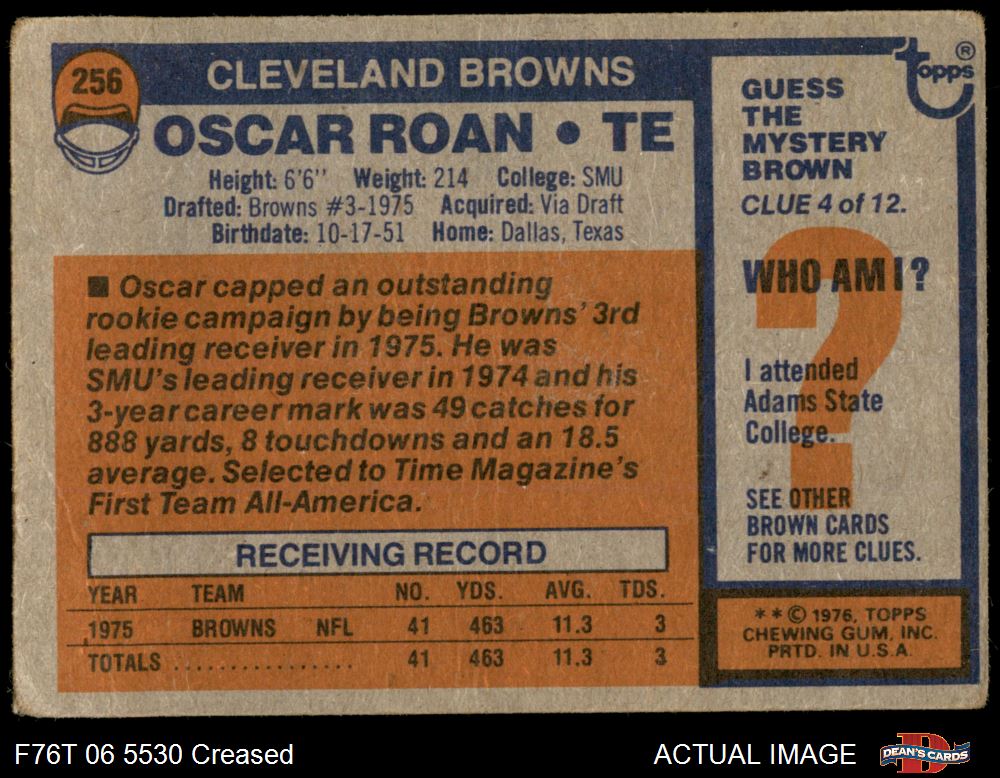 256
CLEVELAND BROWNS
OSCAR ROAN • TE
Height: 6'6'' Weight: 214 College: SMU
Drafted: Browns #3-1975 Acquired: Via Draft
Birthdate: 10-17-51 Home: Dallas, Texas
■ Oscar capped an outstanding
rookie campaign by being Browns' 3rd
leading receiver in 1975. He was
SMU's leading receiver in 1974 and his
3-year career mark was 49 catches for
888 yards, 8 touchdowns and an 18.5
average. Selected to Time Magazine's
First Team All-America.
RECEIVING RECORD
YEAR TEAM NO. YDS. AVG. TDS.
1975 BROWNS NFL 41 463 11.3 3
TOTALS ................. 41 463 11.3 3
topps ®
GUESS
THE
MYSTERY
BROWN
CLUE 4 of 12.
WHO AM I ?
I attended
Adams State
College.
SEE OTHER
BROWN CARDS
FOR MORE CLUES.
* * © 1976, TOPPS
CHEWING GUM, INC.
PRTD. IN U.S.A.
F76T 06 5530 Creased
ACTUAL IMAGE
DEAN'S CARDS